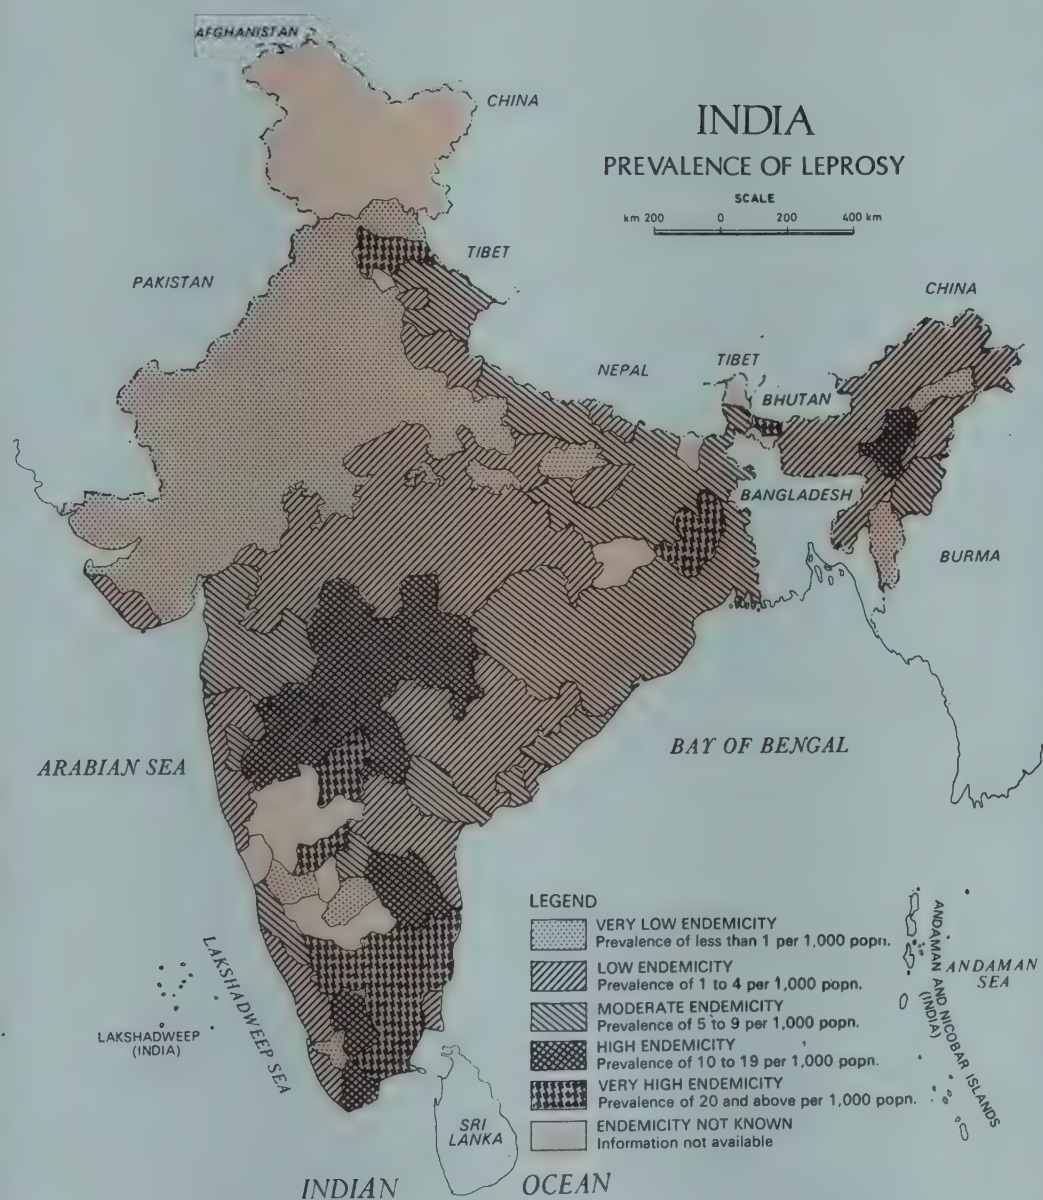 AFGHANISTAN
CHINA
INDIA
PREVALENCE OF LEPROSY
SCALE
km 200 0 200 400 km
TIBET
PAKISTAN
CHINA
NEPAL
TIBET
BHUTAN
BANGLADESH
BURMA
ARABIAN SEA
BAY OF BENGAL
LEGEND
VERY LOW ENDEMICITY
Prevalence of less than 1 per 1,000 popn.
LOW ENDEMICITY
Prevalence of 1 to 4 per 1,000 popn.
MODERATE ENDEMICITY
Prevalence of 5 to 9 per 1,000 popn.
HIGH ENDEMICITY
Prevalence of 10 to 19 per 1,000 popn.
VERY HIGH ENDEMICITY
Prevalence of 20 and above per 1,000 popn.
ENDEMICITY NOT KNOWN
Information not available
LAKSHADWEEP
(INDIA)
LAKSHADWEEP SEA
ANDAMAN AND NICOBAR ISLANDS
(INDIA)
ANDAMAN
SEA
SRI
LANKA
INDIAN OCEAN